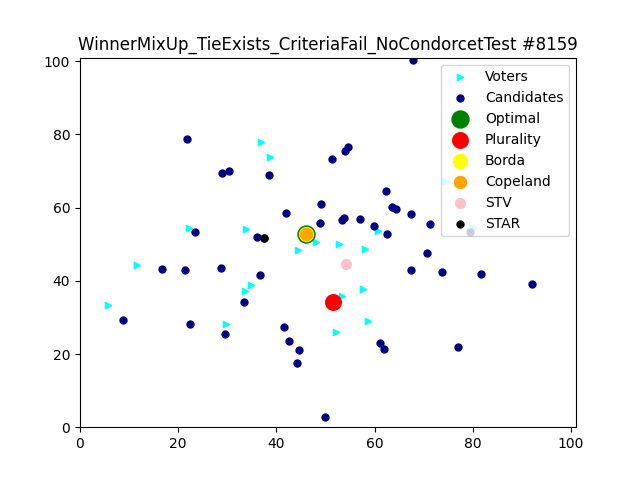 WinnerMixUp_TieExists_CriteriaFail_NoCondorcetTest #8159
100
80
60
40
20
0
0 20 40 60 80 100
Voters
Candidates
Optimal
Plurality
Borda
Copeland
STV
STAR